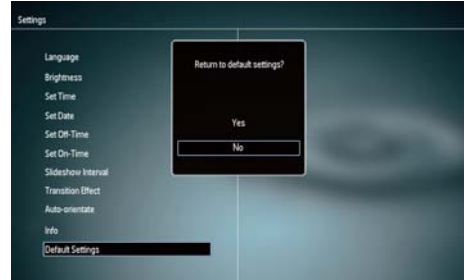 Settings
Language
Brightness
Set Time
Set Date
Set Off-Time
Set On-Time
Slideshow Interval
Transition Effect
Auto-orientate
Info
Default Settings
Return to default settings?
Yes
No